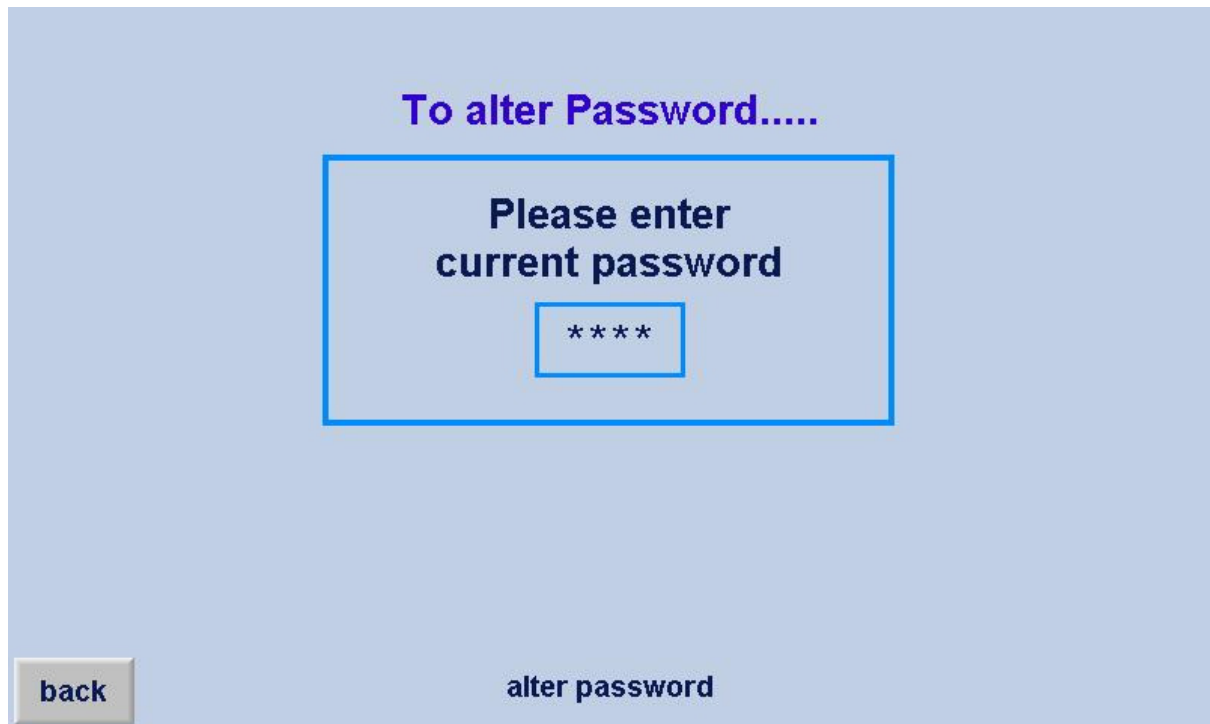 To alter Password.....
Please enter
current password
****
back
alter password